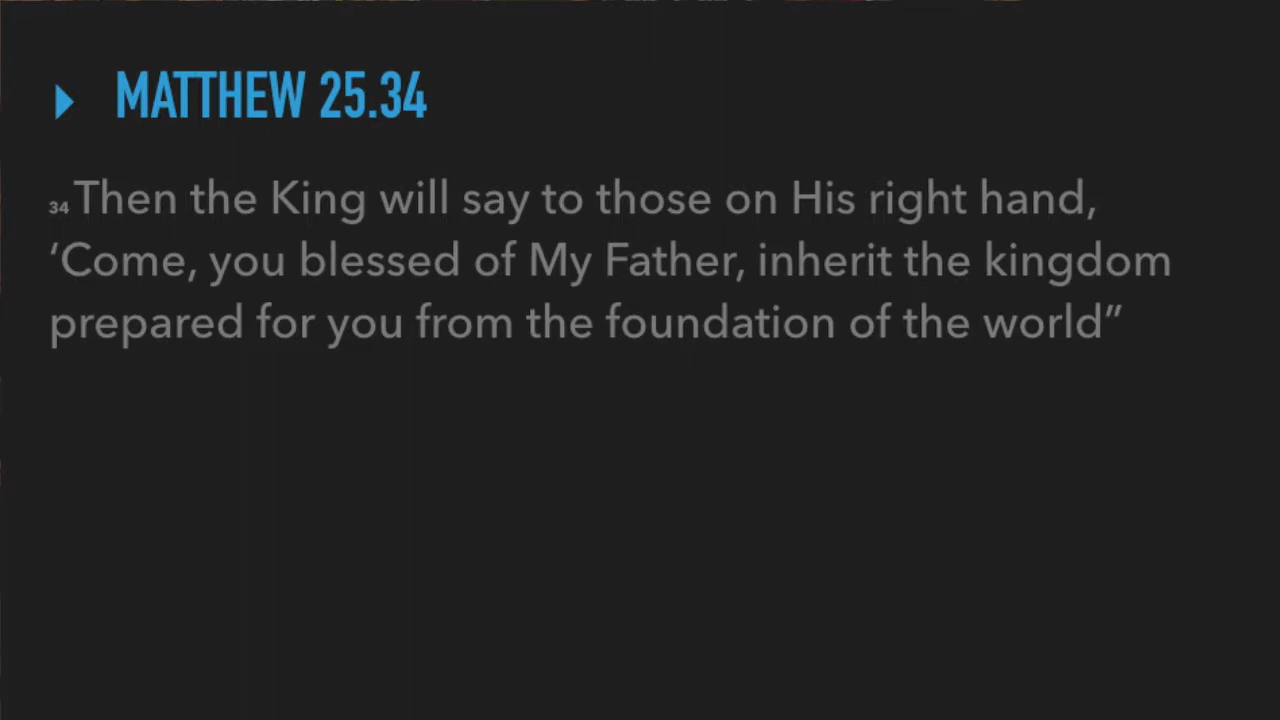 MATTHEW 25.34
34 Then the King will say to those on His right hand,
‘Come, you blessed of My Father, inherit the kingdom
prepared for you from the foundation of the world”